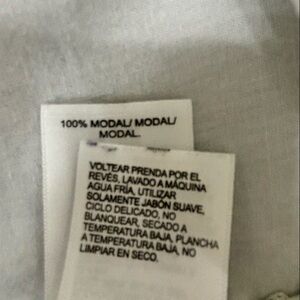 100% MODAL/ MODAL/
MODAL.
VOLTEAR PRENDA POR EL
REVÉS, LAVADO A MÁQUINA
AGUA FRÍA, UTILIZAR
SOLAMENTE JABÓN SUAVE,
CICLO DELICADO, NO
BLANQUEAR, SECADO A
TEMPERATURA BAJA, PLANCHA
A TEMPERATURA BAJA, NO
LIMPIAR EN SECO.